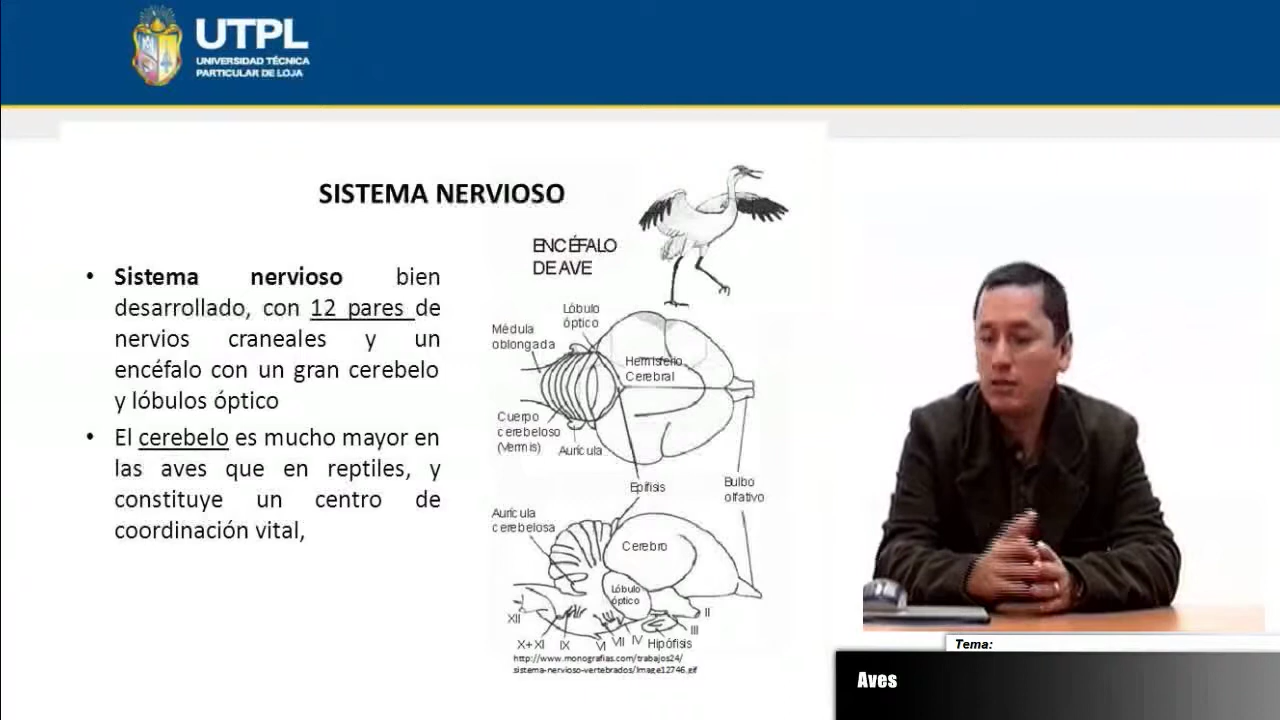 UTPL
UNIVERSIDAD TÉCNICA
PARTICULAR DE LOJA
SISTEMA NERVIOSO
• Sistema nervioso bien
desarrollado, con 12 pares de
nervios craneales y un
encéfalo con un gran cerebelo
y lóbulos óptico
• El cerebelo es mucho mayor en
las aves que en reptiles, y
constituye un centro de
coordinación vital,
ENCÉFALO
DE AVE
Lóbulo
óptico
Médula
oblongada
Hemisferio
Cerebral
Cuerpo
cerebeloso
(Vermis)
Aurícula
Epífisis
Bulbo
olfativo
Aurícula
cerebelosa
Cerebro
Lóbulo
óptico
XII
X+XI
IX
VI
VII
IV
Hipófisis
III
II
http://www.monografias.com/trabajos24/
sistema-nervioso-vertebrados/Image12746.gif
Tema:
Aves